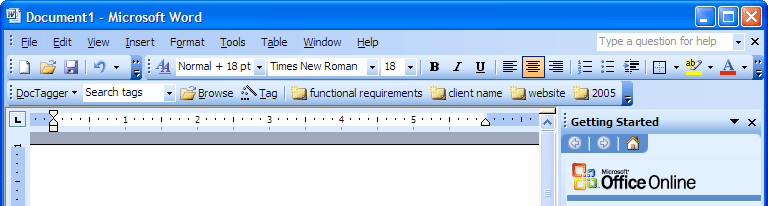 Document1 - Microsoft Word
File Edit View Insert Format Tools Table Window Help Type a question for help
Normal + 18 pt Times New Roman 18 B I U A
DocTagger Search tags Browse Tag functional requirements client name website 2005
L 1 2 3 4 5 Getting Started
Microsoft
Office Online